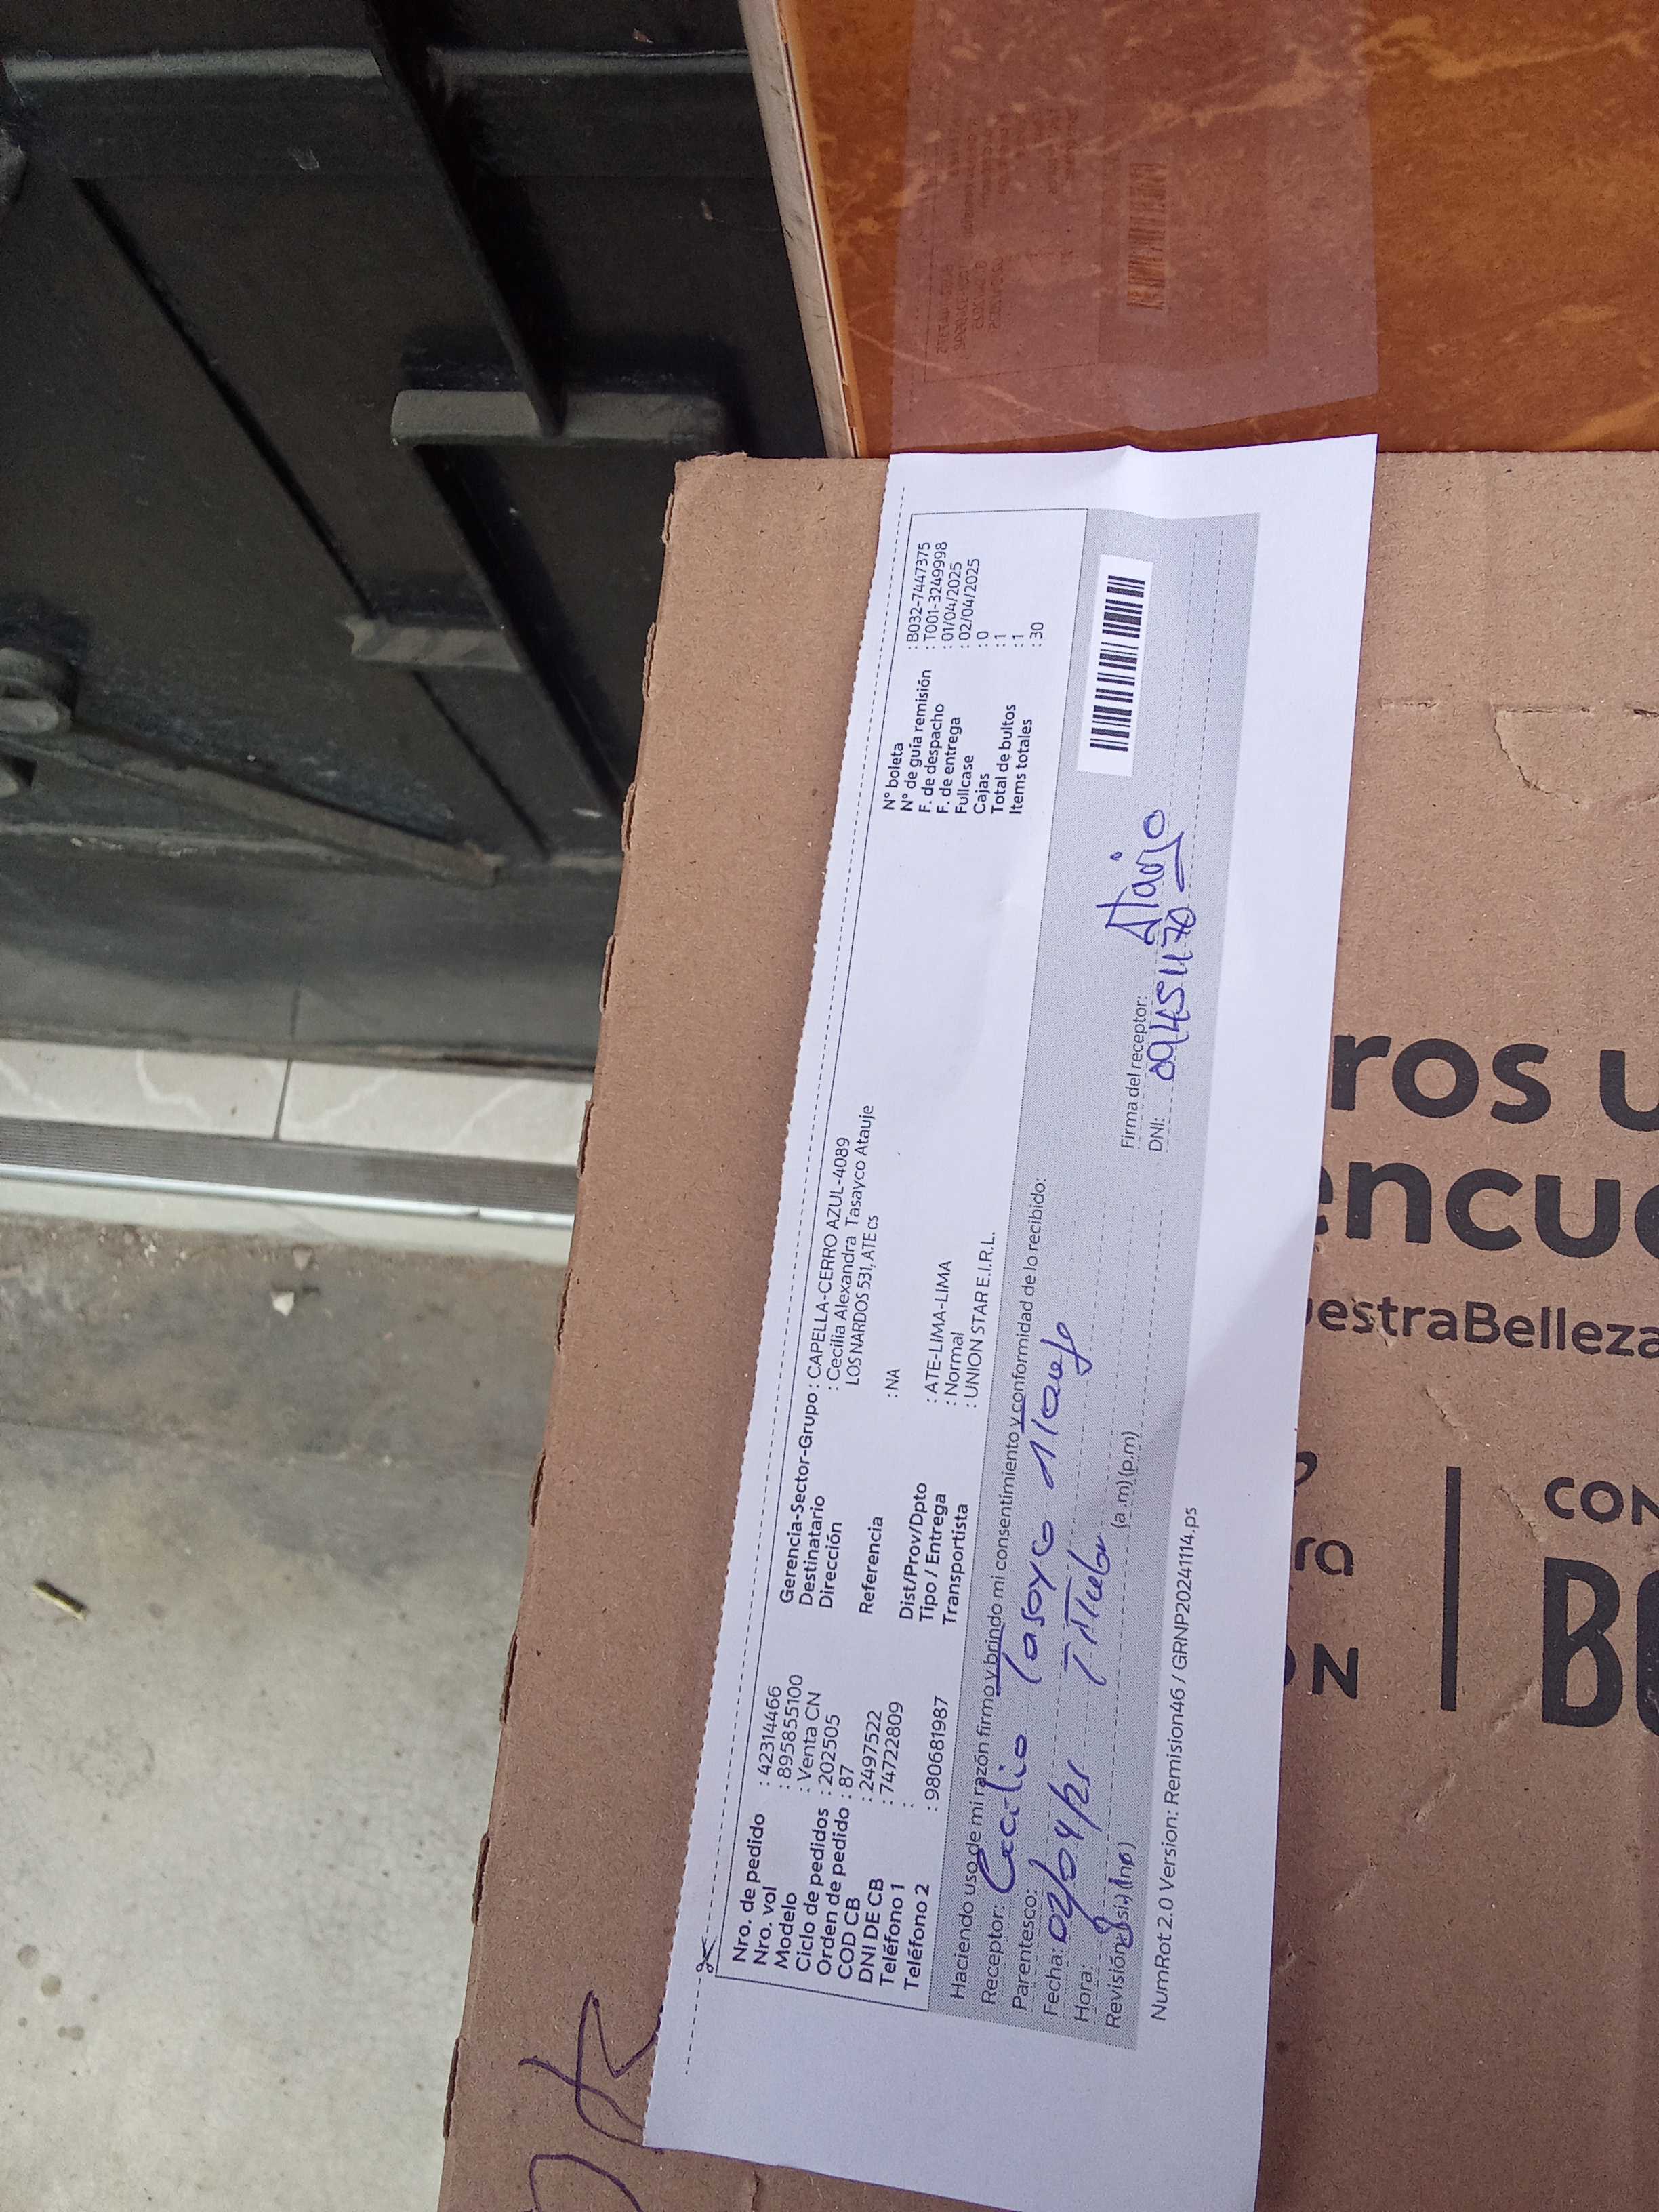 Nro. de pedido : 42314466
Nro. vol : 895855100
Modelo : Venta CN
Ciclo de pedidos : 202505
Orden de pedido : 87
COD CB : 2497522
DNI DE CB : 74722809
Teléfono 1 :
Teléfono 2 : 980681987
Gerencia-Sector-Grupo : CAPELLA-CERRO AZUL-4089
Destinatario : Cecilia Alexandra Tasayco Atauje
Dirección LOS NARDOS 531, ATE CS
Referencia : NA
Dist/Prov/Dpto : ATE-LIMA-LIMA
Tipo / Entrega : Normal
Transportista : UNION STAR E.I.R.L.
N° boleta : B032-7447375
N° de guía remisión : T001-3249998
F. de despacho : 01/04/2025
F. de entrega : 02/04/2025
Fullcase : 0
Cajas : 1
Total de bultos : 1
Items totales : 30
Haciendo uso de mi razón firmo y brindo mi consentimiento y conformidad de lo recibido:
Receptor: Cecilia Tasayco Atauje
Parentesco: Titular
Fecha: 02/04/25
Hora: (a.m)(p.m)
Revisión: (si) (no)
Firma del receptor: Atauje
DNI:
NumRot 2.0 Version: Remision46 / GRNP20241114.ps
ros u
encue
uestraBelleza
ra
ON
CON